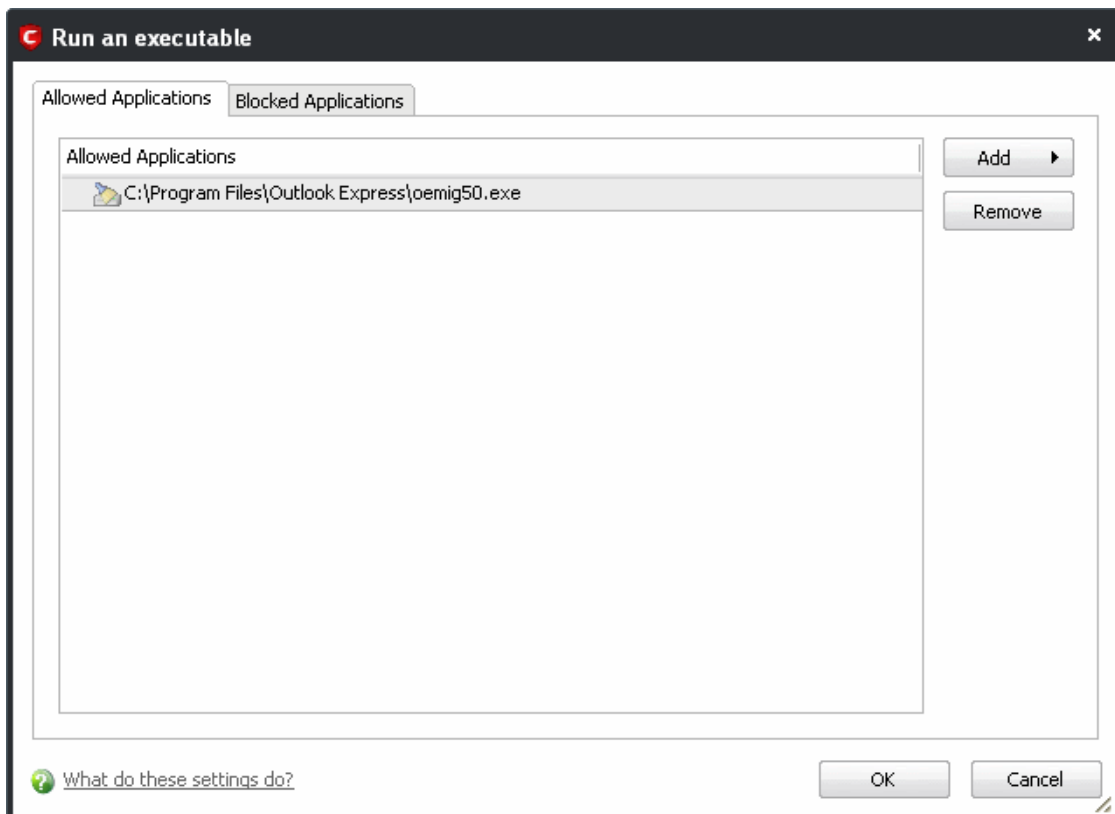 Run an executable
Allowed Applications
Blocked Applications
Allowed Applications
C:\Program Files\Outlook Express\oemig50.exe
Add
Remove
What do these settings do?
OK
Cancel